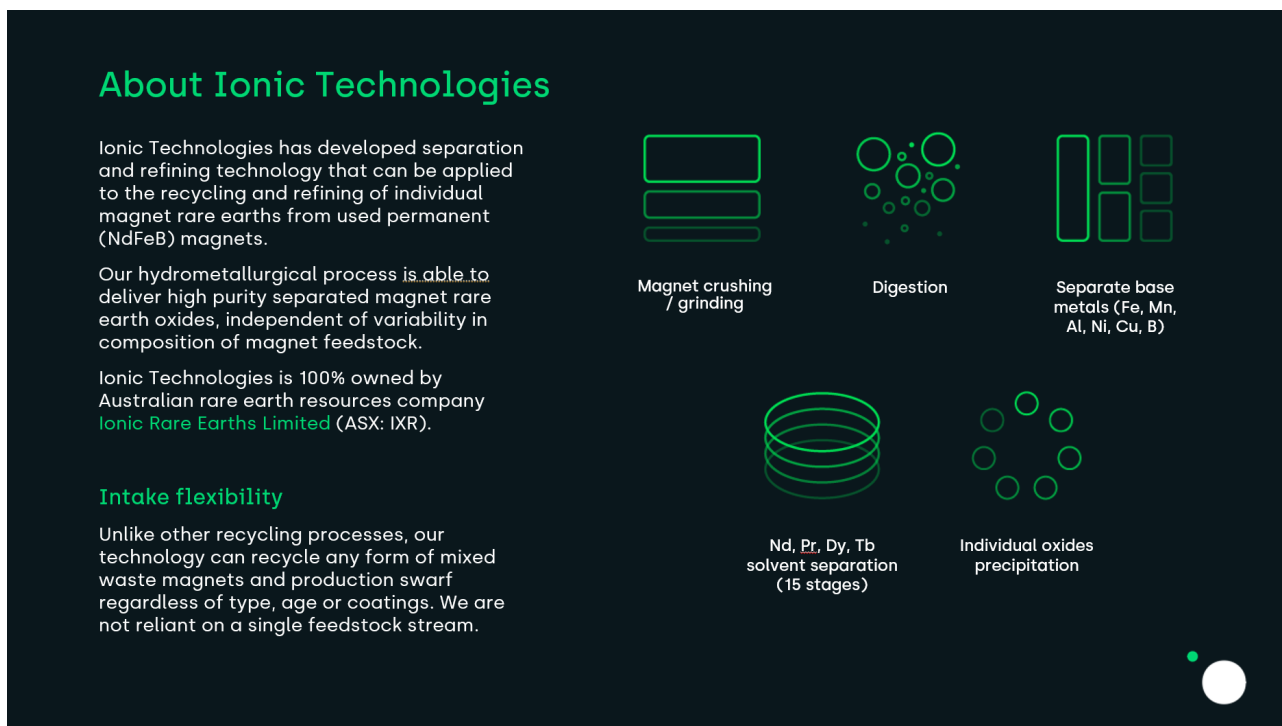 About Ionic Technologies
Ionic Technologies has developed separation
and refining technology that can be applied
to the recycling and refining of individual
magnet rare earths from used permanent
(NdFeB) magnets.
Our hydrometallurgical process is able to
deliver high purity separated magnet rare
earth oxides, independent of variability in
composition of magnet feedstock.
Ionic Technologies is 100% owned by
Australian rare earth resources company
Ionic Rare Earths Limited (ASX: IXR).
Intake flexibility
Unlike other recycling processes, our
technology can recycle any form of mixed
waste magnets and production swarf
regardless of type, age or coatings. We are
not reliant on a single feedstock stream.
Magnet crushing
/ grinding
Digestion
Separate base
metals (Fe, Mn,
Al, Ni, Cu, B)
Nd, Pr, Dy, Tb
solvent separation
(15 stages)
Individual oxides
precipitation